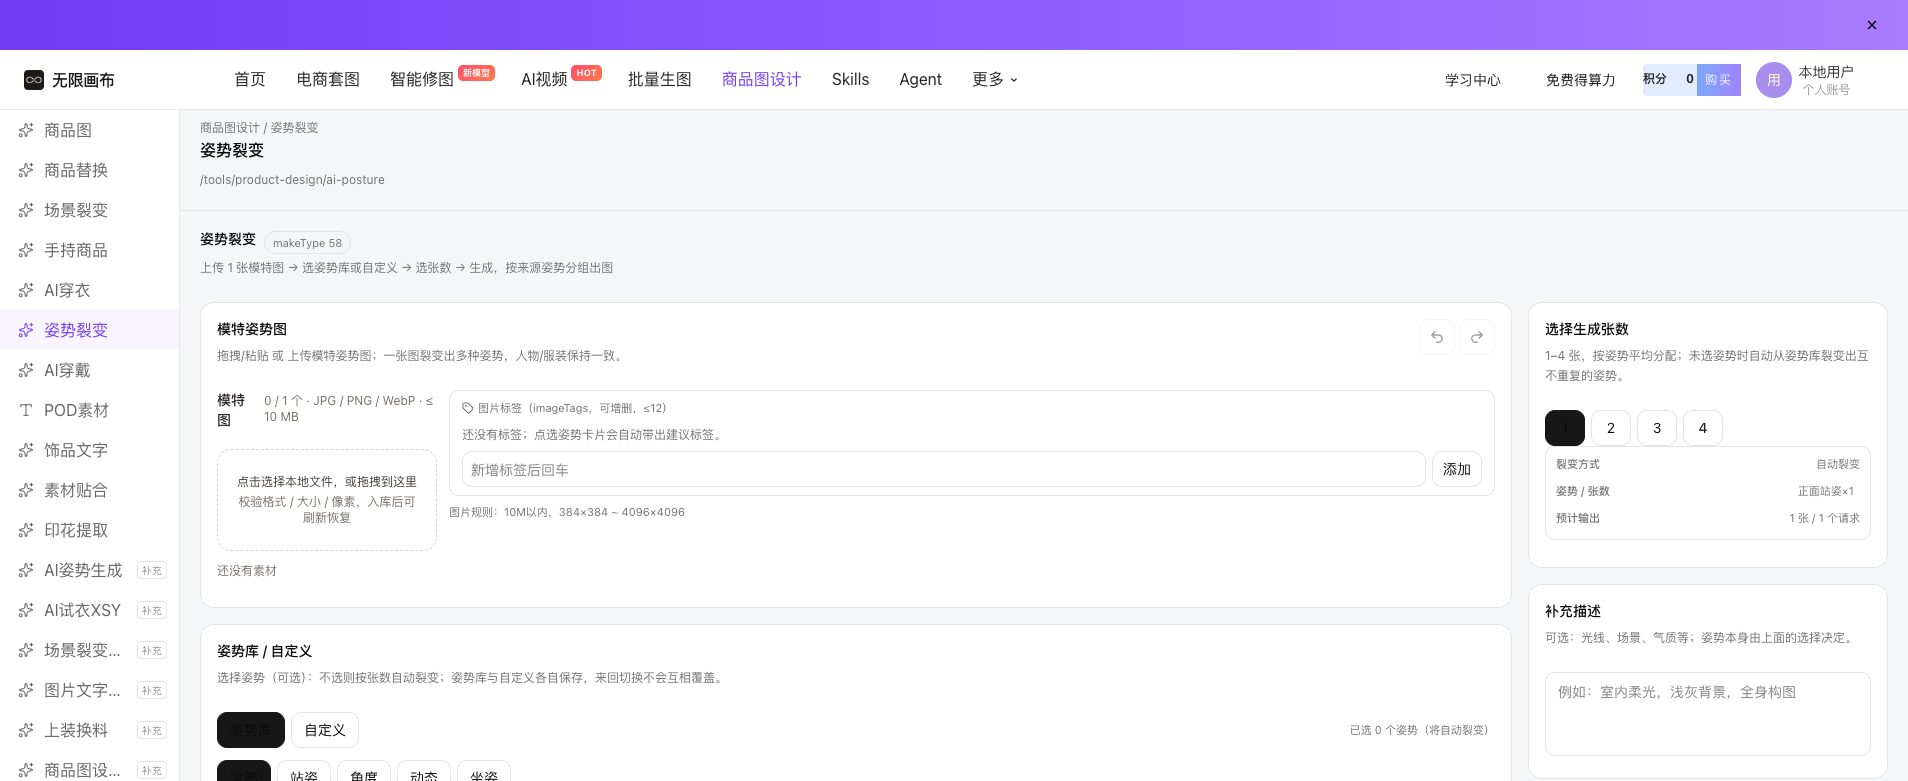 无限画布
首页
电商套图
智能修图
新模型
AI视频
HOT
批量生图
商品图设计
Skills
Agent
更多
学习中心
免费得算力
积分 0
购买
用
本地用户
个人账号
商品图
商品替换
场景裂变
手持商品
AI穿衣
姿势裂变
AI穿戴
POD素材
饰品文字
素材贴合
印花提取
AI姿势生成 补充
AI试衣XSY 补充
场景裂变... 补充
图片文字... 补充
上装换料 补充
商品图设... 补充
商品图设计 / 姿势裂变
姿势裂变
/tools/product-design/ai-posture
姿势裂变 makeType 58
上传 1 张模特图 → 选姿势库或自定义 → 选张数 → 生成，按来源姿势分组出图
模特姿势图
拖拽/粘贴 或 上传模特姿势图；一张图裂变出多种姿势，人物/服装保持一致。
模特
图
0 / 1 个 · JPG / PNG / WebP · ≤
10 MB
点击选择本地文件，或拖拽到这里
校验格式 / 大小 / 像素，入库后可
刷新恢复
还没有素材
图片标签（imageTags，可增删，≤12）
还没有标签；点选姿势卡片会自动带出建议标签。
新增标签后回车
添加
图片规则：10M以内，384×384 ~ 4096×4096
姿势库 / 自定义
选择姿势（可选）：不选则按张数自动裂变；姿势库与自定义各自保存，来回切换不会互相覆盖。
姿势库
自定义
已选 0 个姿势（将自动裂变）
全部
站姿
角度
动态
坐姿
选择生成张数
1–4 张，按姿势平均分配；未选姿势时自动从姿势库裂变出互
不重复的姿势。
1
2
3
4
裂变方式 自动裂变
姿势 / 张数 正面站姿×1
预计输出 1 张 / 1 个请求
补充描述
可选：光线、场景、气质等；姿势本身由上面的选择决定。
例如：室内柔光，浅灰背景，全身构图